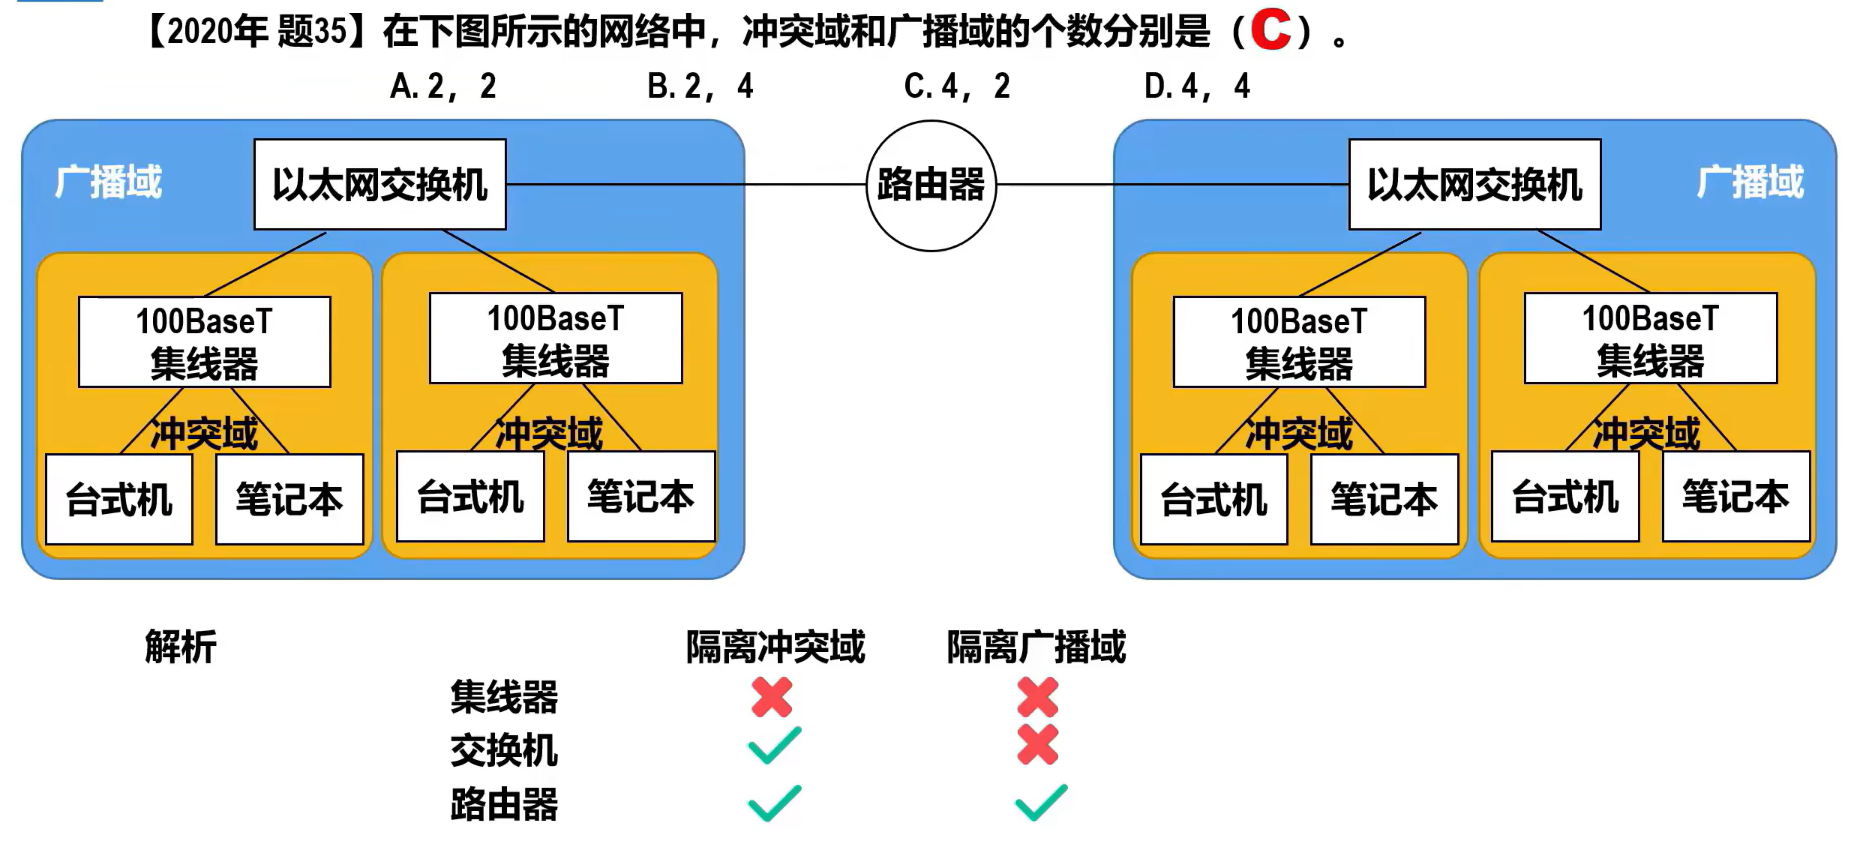 【2020年 题35】在下图所示的网络中，冲突域和广播域的个数分别是（C）。
A. 2，2 B. 2，4 C. 4，2 D. 4，4
广播域 以太网交换机 路由器 以太网交换机 广播域
100BaseT 100BaseT 100BaseT 100BaseT
集线器 集线器 集线器 集线器
冲突域 冲突域 冲突域 冲突域
台式机 笔记本 台式机 笔记本 台式机 笔记本 台式机 笔记本
解析 隔离冲突域 隔离广播域
集线器
交换机
路由器